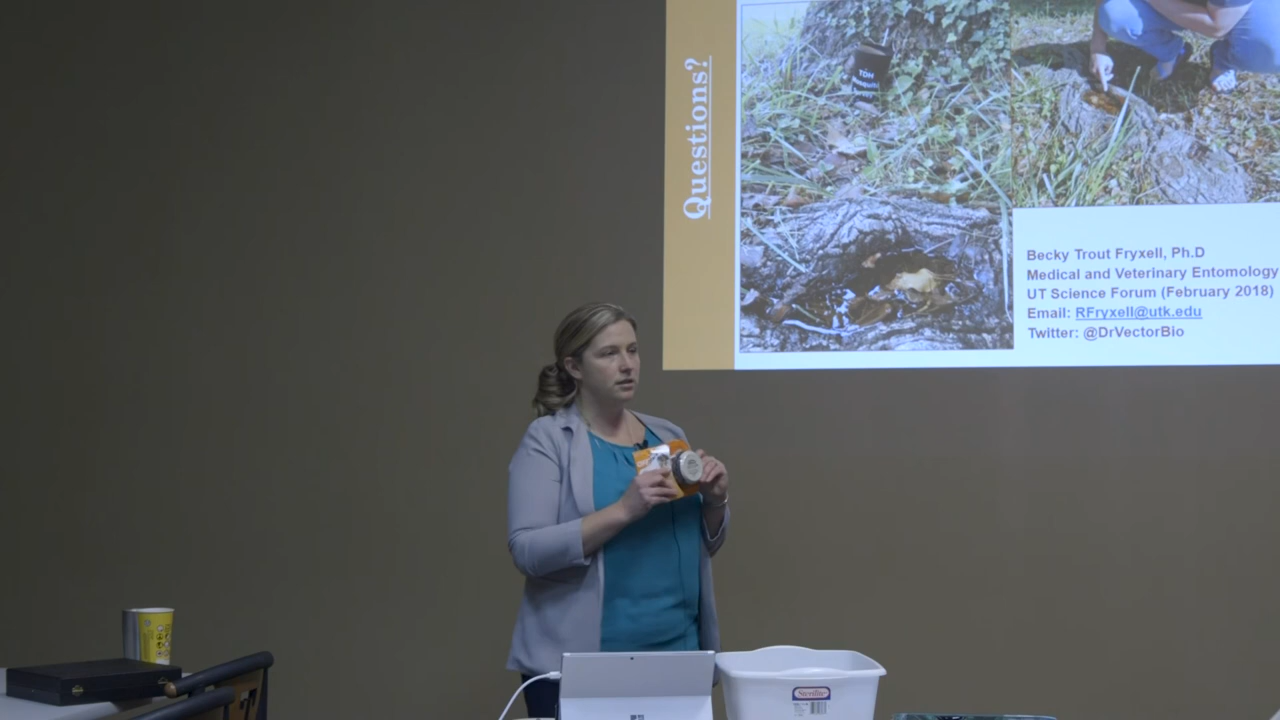 Questions?
TDH
Becky Trout Fryxell, Ph.D
Medical and Veterinary Entomology
UT Science Forum (February 2018)
Email: RFryxell@utk.edu
Twitter: @DrVectorBio
Sterilite